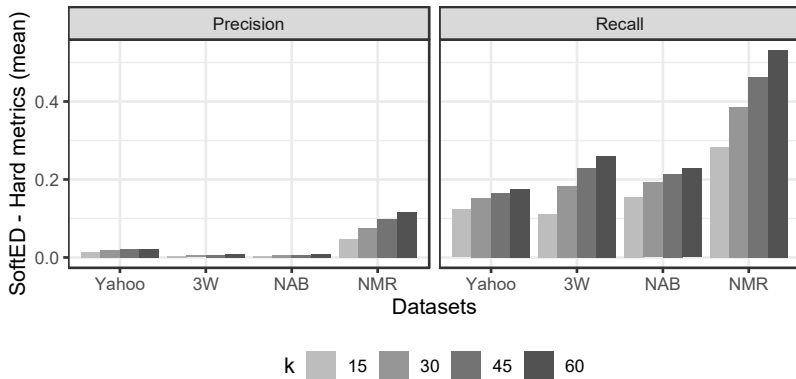 Precision
Recall
SoftED - Hard metrics (mean)
0.4
0.2
0.0
Yahoo 3W NAB NMR
Yahoo 3W NAB NMR
Datasets
k 15 30 45 60